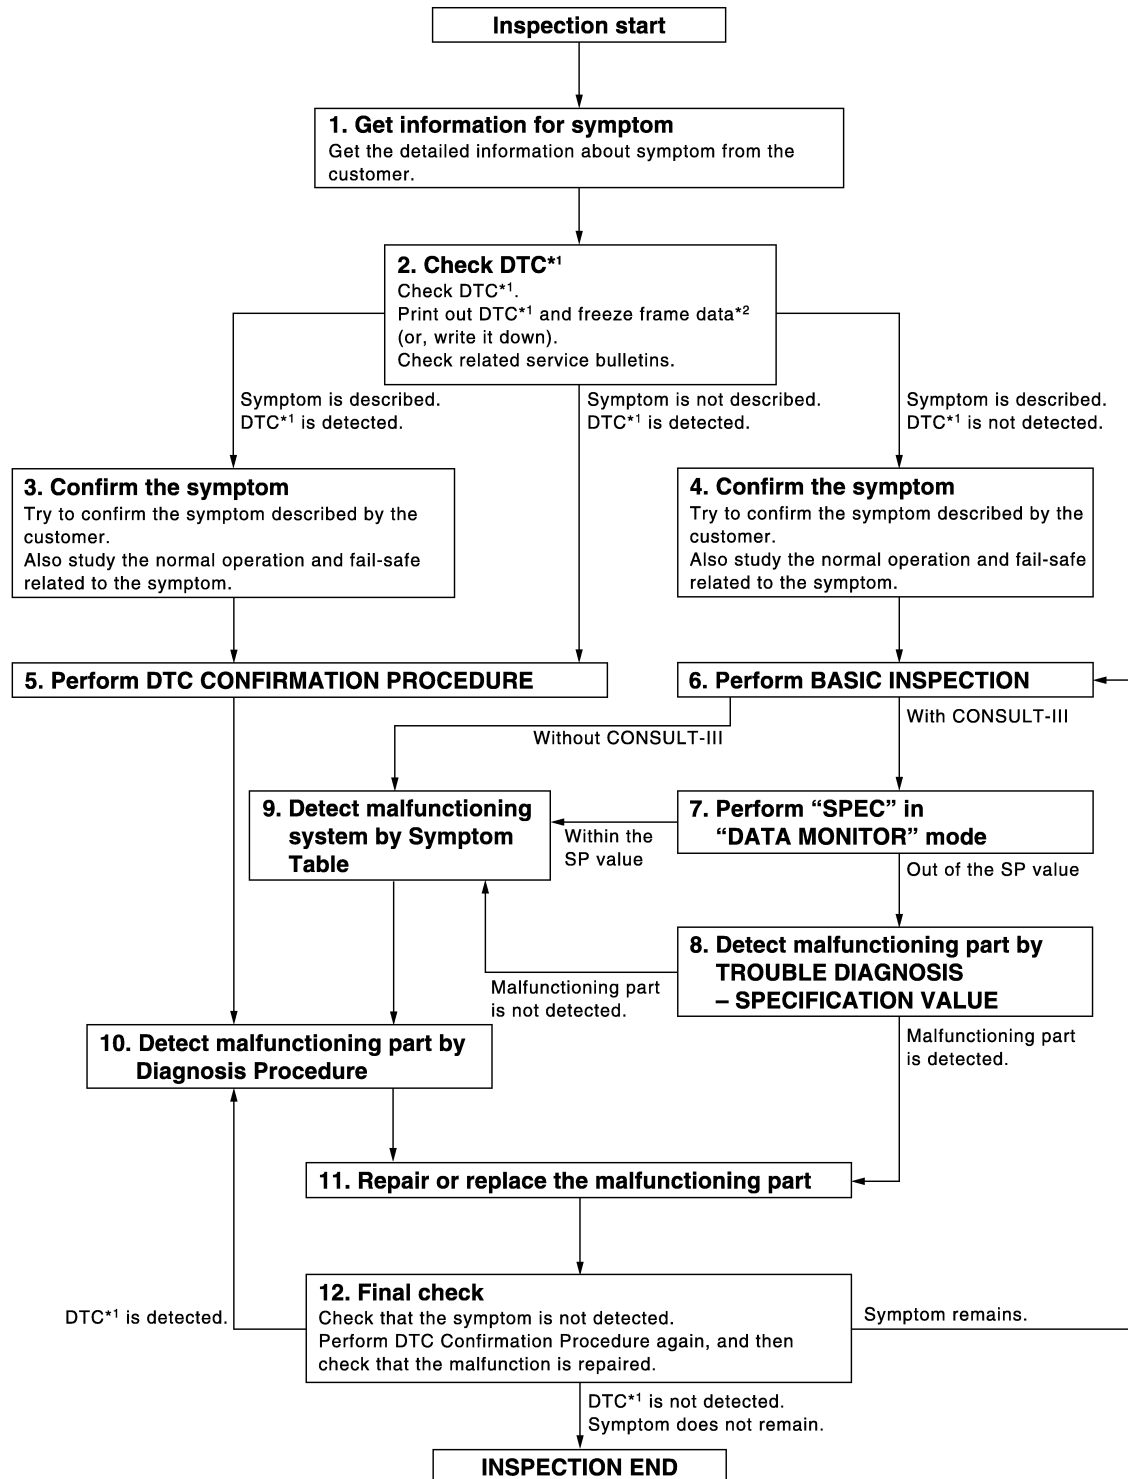 Inspection start
1. Get information for symptom
Get the detailed information about symptom from the
customer.
2. Check DTC*1
Check DTC*1.
Print out DTC*1 and freeze frame data*2
(or, write it down).
Check related service bulletins.
Symptom is described.
DTC*1 is detected.
Symptom is not described.
DTC*1 is detected.
Symptom is described.
DTC*1 is not detected.
3. Confirm the symptom
Try to confirm the symptom described by the
customer.
Also study the normal operation and fail-safe
related to the symptom.
4. Confirm the symptom
Try to confirm the symptom described by the
customer.
Also study the normal operation and fail-safe
related to the symptom.
5. Perform DTC CONFIRMATION PROCEDURE
6. Perform BASIC INSPECTION
With CONSULT-III
Without CONSULT-III
9. Detect malfunctioning
system by Symptom
Table
Within the
SP value
7. Perform “SPEC” in
“DATA MONITOR” mode
Out of the SP value
8. Detect malfunctioning part by
TROUBLE DIAGNOSIS
– SPECIFICATION VALUE
Malfunctioning part
is not detected.
Malfunctioning part
is detected.
10. Detect malfunctioning part by
Diagnosis Procedure
11. Repair or replace the malfunctioning part
12. Final check
Check that the symptom is not detected.
Perform DTC Confirmation Procedure again, and then
check that the malfunction is repaired.
DTC*1 is detected.
Symptom remains.
DTC*1 is not detected.
Symptom does not remain.
INSPECTION END